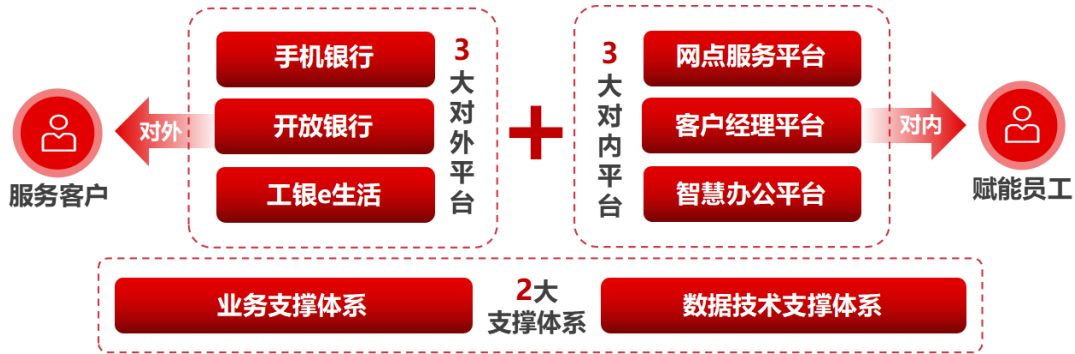 服务客户
对外
手机银行
开放银行
工银e生活
3大对外平台
+
3大对内平台
网点服务平台
客户经理平台
智慧办公平台
对内
赋能员工
业务支撑体系
2大
支撑体系
数据技术支撑体系